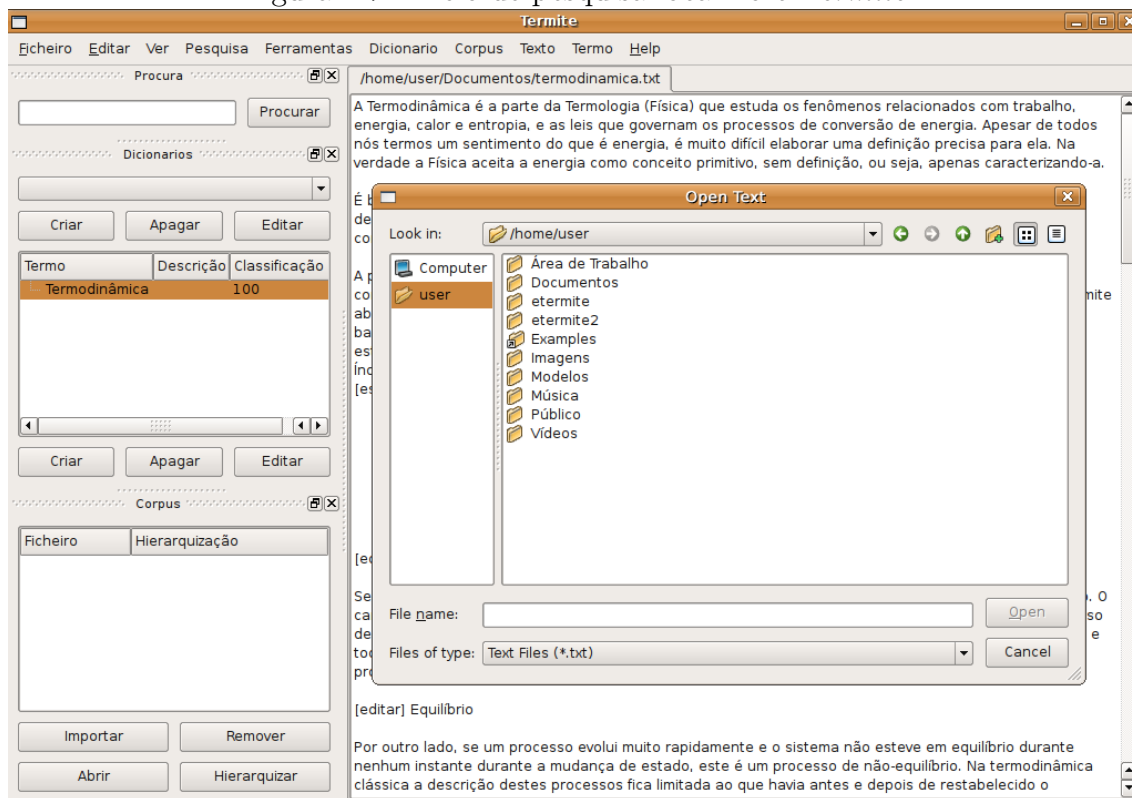 Termite
Ficheiro Editar Ver Pesquisa Ferramentas Dicionario Corpus Texto Termo Help
Procura
Procurar
Dicionarios
Criar Apagar Editar
Termo Descrição Classificação
Termodinâmica 100
Criar Apagar Editar
Corpus
Ficheiro Hierarquização
Importar Remover
Abrir Hierarquizar
/home/user/Documentos/termodinamica.txt
A Termodinâmica é a parte da Termologia (Física) que estuda os fenômenos relacionados com trabalho,
energia, calor e entropia, e as leis que governam os processos de conversão de energia. Apesar de todos
nós termos um sentimento do que é energia, é muito difícil elaborar uma definição precisa para ela. Na
verdade a Física aceita a energia como conceito primitivo, sem definição, ou seja, apenas caracterizando-a.
Open Text
Look in: /home/user
Computer
user
Área de Trabalho
Documentos
etermite
etermite2
Examples
Imagens
Modelos
Música
Público
Vídeos
File name: Open
Files of type: Text Files (*.txt) Cancel
[editar] Equilíbrio
Por outro lado, se um processo evolui muito rapidamente e o sistema não esteve em equilíbrio durante
nenhum instante durante a mudança de estado, este é um processo de não-equilíbrio. Na termodinâmica
clássica a descrição destes processos fica limitada ao que havia antes e depois de restabelecido o